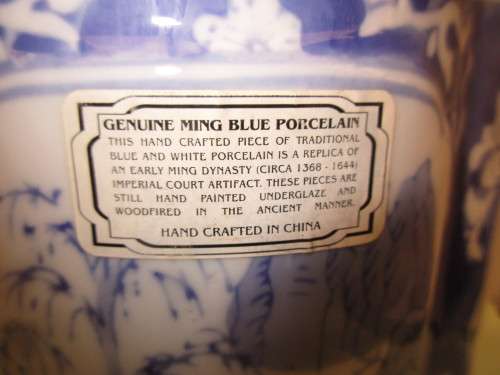 GENUINE MING BLUE PORCELAIN
THIS HAND CRAFTED PIECE OF TRADITIONAL
BLUE AND WHITE PORCELAIN IS A REPLICA OF
AN EARLY MING DYNASTY (CIRCA 1368 - 1644)
IMPERIAL COURT ARTIFACT. THESE PIECES ARE
STILL HAND PAINTED UNDERGLAZE AND
WOODFIRED IN THE ANCIENT MANNER.
HAND CRAFTED IN CHINA